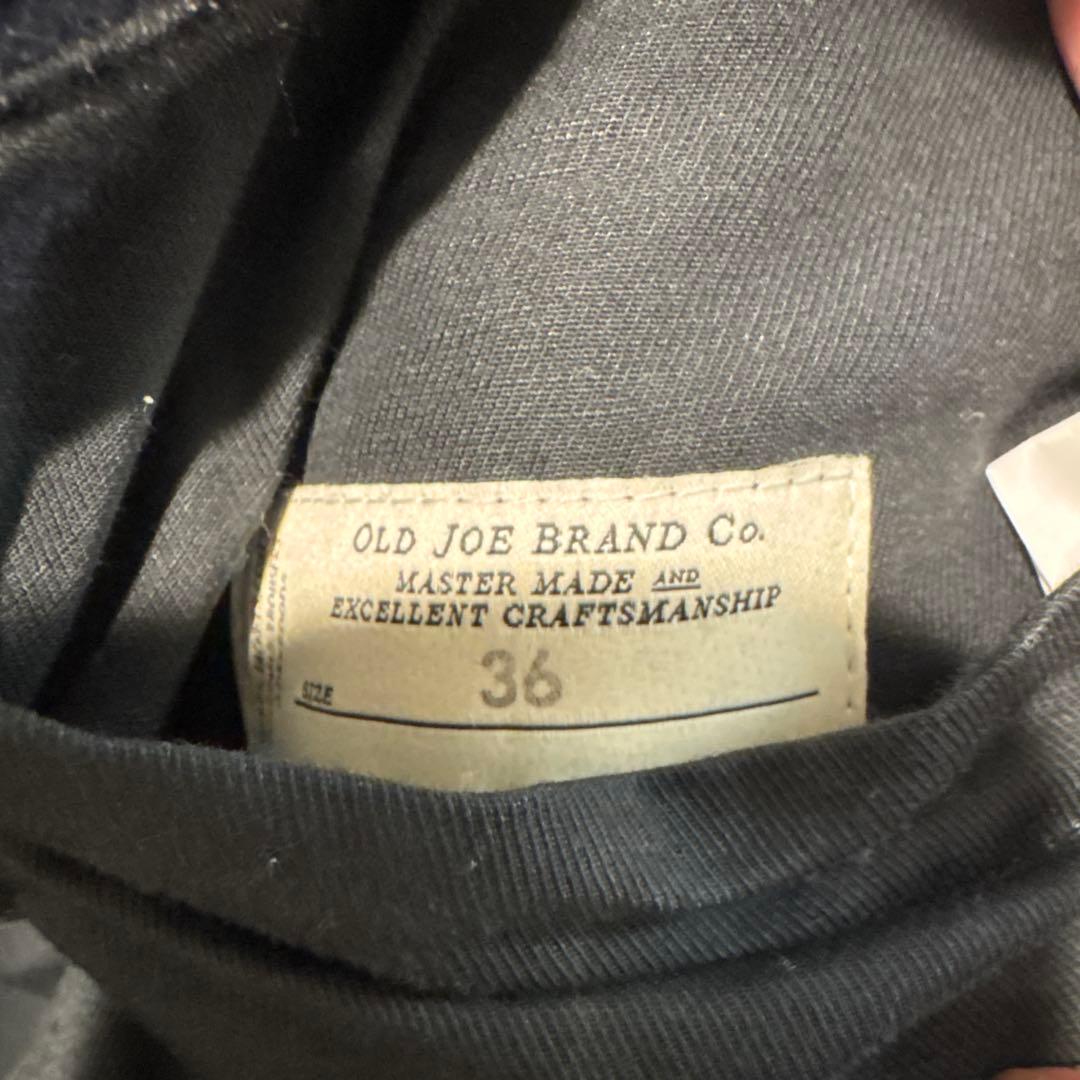 OLD JOE BRAND Co.
MASTER MADE AND
EXCELLENT CRAFTSMANSHIP
36
SIZE